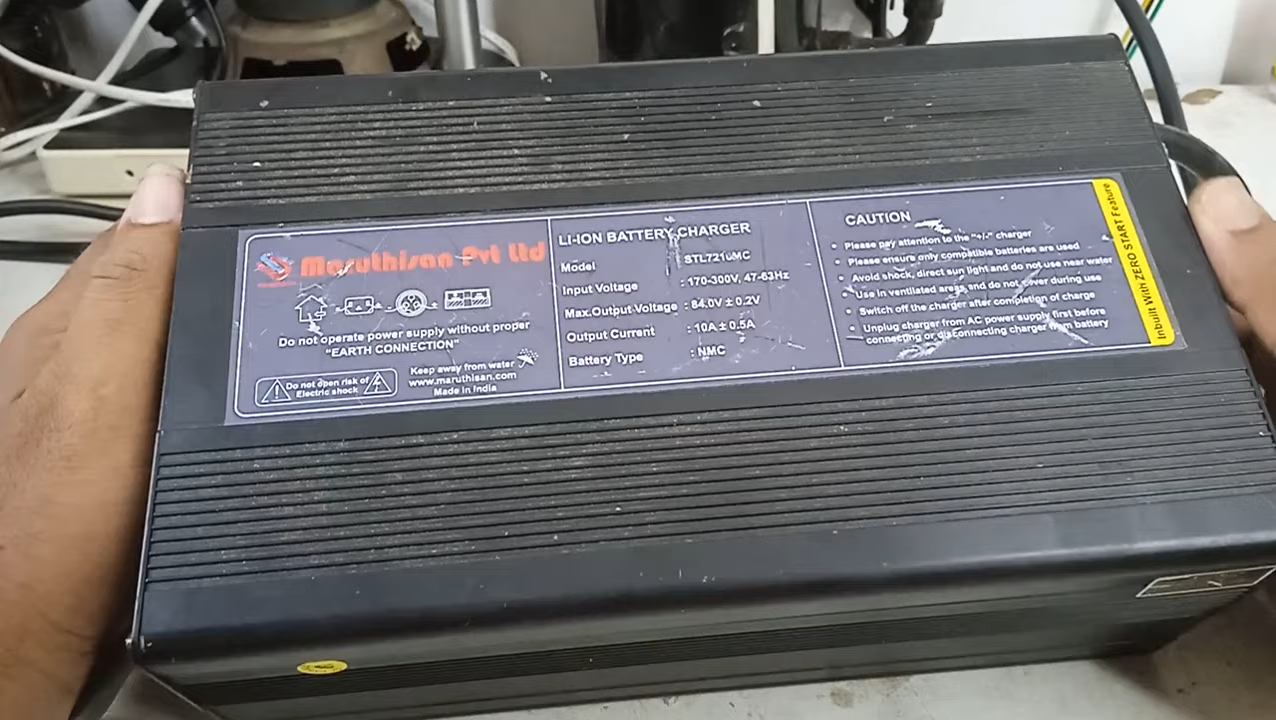 Maruthisan Pvt Ltd
Do not operate power supply without proper
"EARTH CONNECTION"
Do not open risk of
Electric shock
Keep away from water
www.maruthisan.com
Made in India
LI-ION BATTERY CHARGER
Model STL7210MC
Input Voltage : 170-300V, 47-63Hz
Max.Output Voltage : 84.0V ± 0.2V
Output Current : 10A ± 0.5A
Battery Type : NMC
CAUTION
• Please pay attention to the "+/-" charger
• Please ensure only compatible batteries are used
• Avoid shock, direct sun light and do not use near water
• Use in ventilated areas and do not cover during use
• Switch off the charger after completion of charge
• Unplug charger from AC power supply first before
connecting or disconnecting charger from battery
Inbuilt With ZERO START Feature